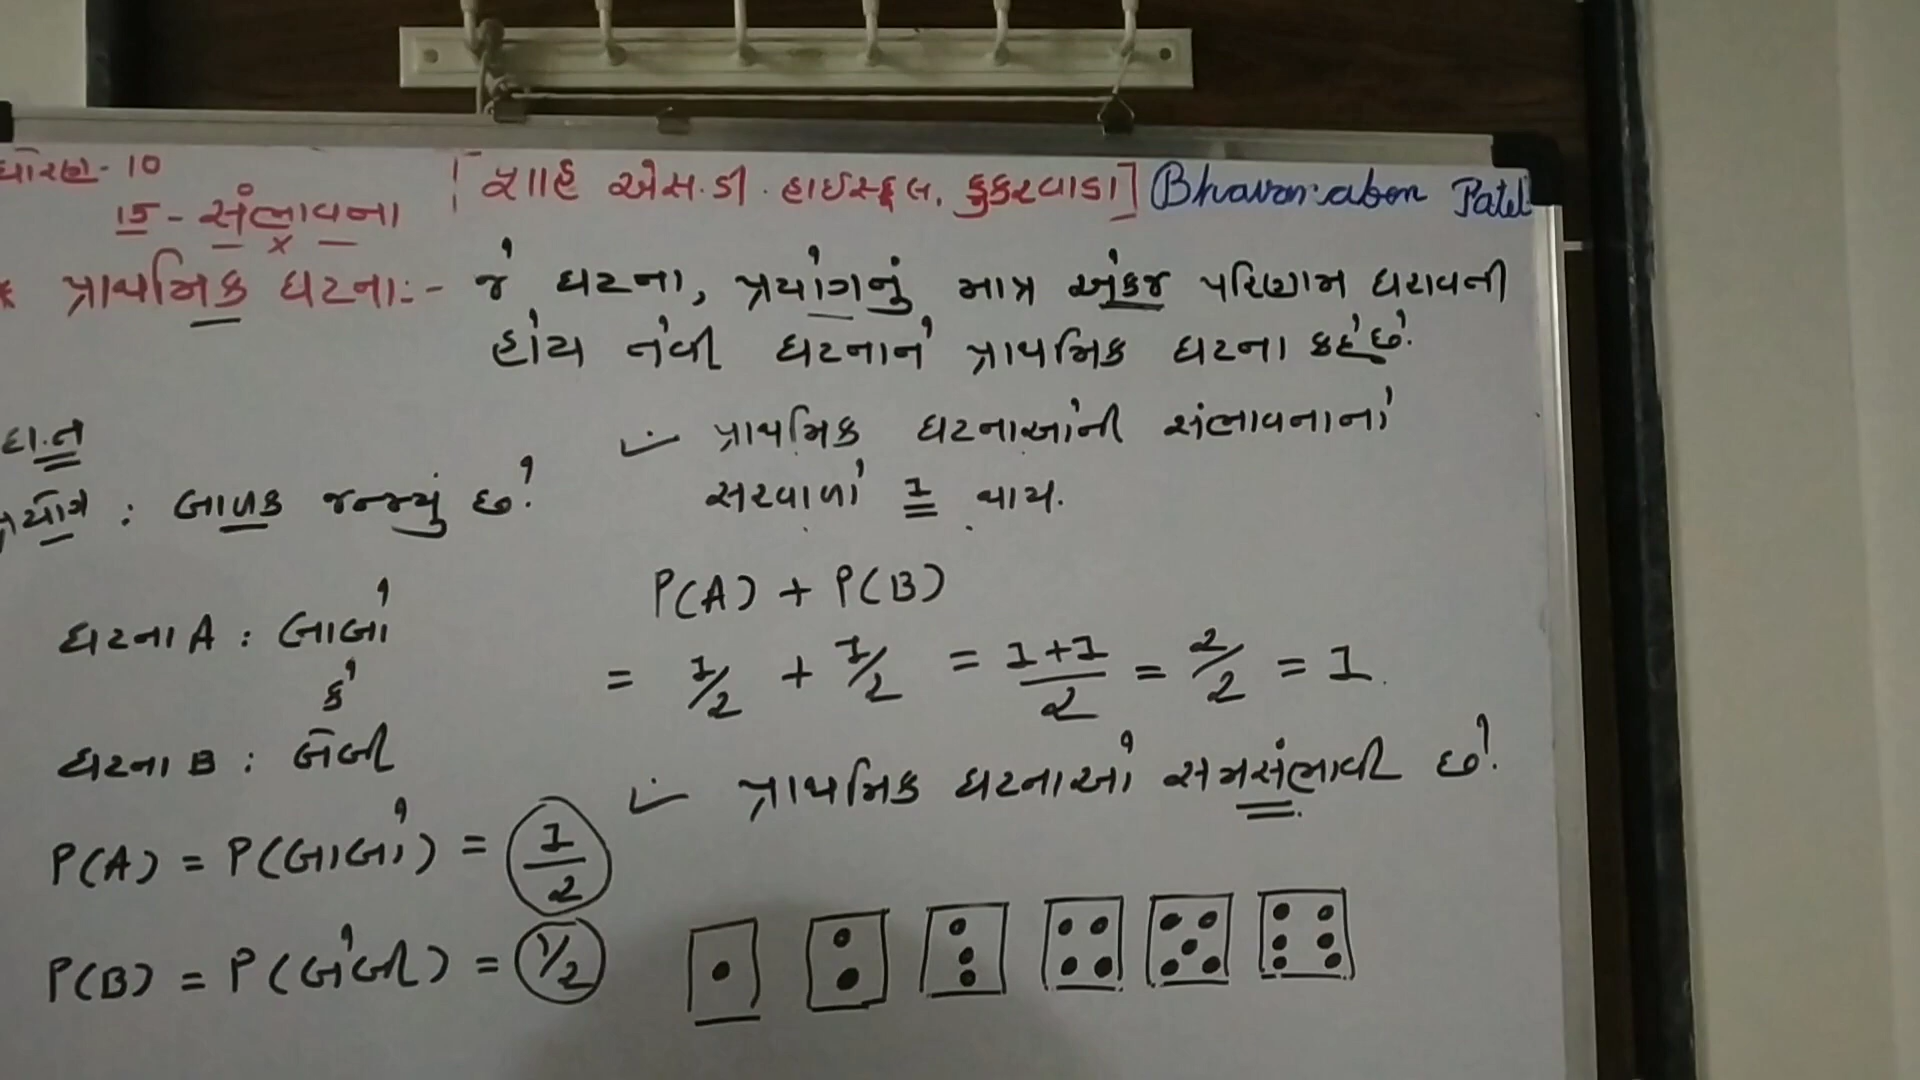 ધોરણ-10 [શાહ એસ.ડી. હાઈસ્કૂલ, કુકરવાડા] Bhavanaben Patel
15 - સંભાવના
* પ્રાથમિક ઘટના:- જે ઘટના, પ્રયોગનું માત્ર એકજ પરિણામ ધરાવતી
હોય તેવી ઘટનાને પ્રાથમિક ઘટના કહે છે.
દા.ત
પ્રયોગ : બાળક જન્મ્યું છે.
ઘટના A : બાબો
કે
ઘટના B : બેબી
P(A) = P(બાબો) = 1/2
P(B) = P(બેબી) = 1/2
✓ પ્રાથમિક ઘટનાઓની સંભાવનાનો
સરવાળો 1 થાય.
P(A) + P(B)
= 1/2 + 1/2 = 1+1/2 = 2/2 = 1.
✓ પ્રાથમિક ઘટનાઓ સમસંભાવી છે.